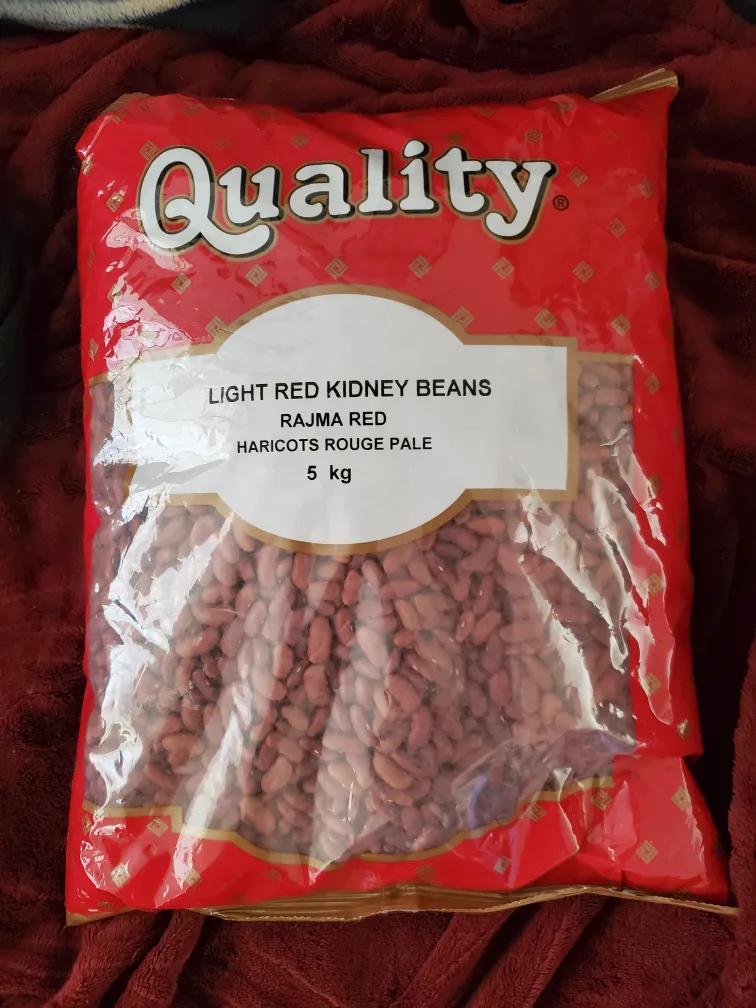 Quality®
LIGHT RED KIDNEY BEANS
RAJMA RED
HARICOTS ROUGE PALE
5 kg